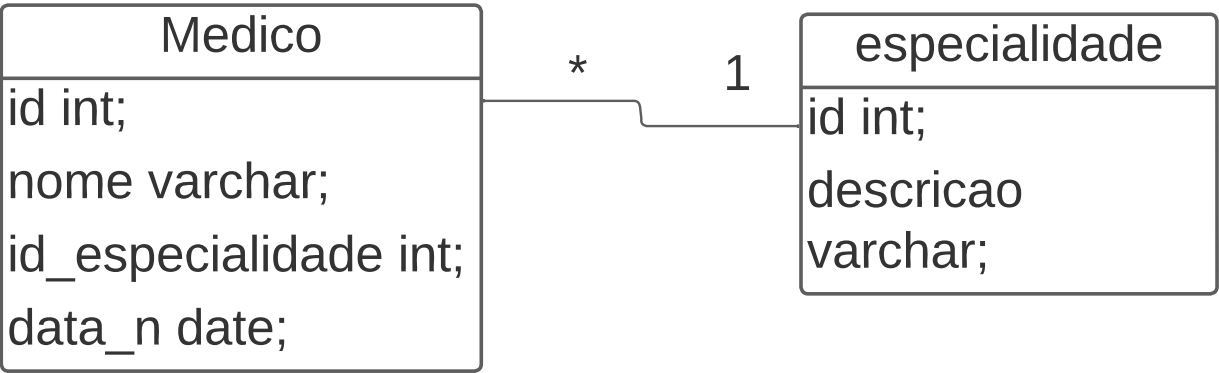 Medico
id int;
nome varchar;
id_especialidade int;
data_n date;
*
1
especialidade
id int;
descricao
varchar;